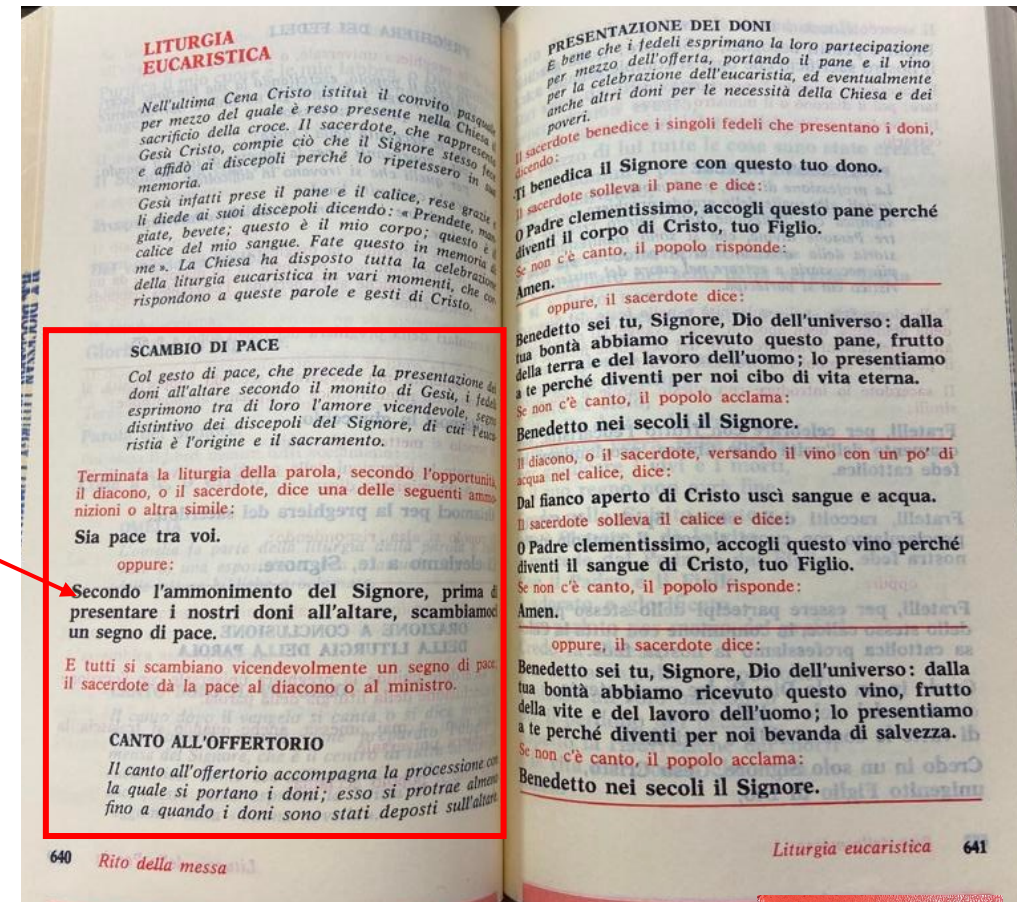 LITURGIA
EUCARISTICA
Nell'ultima Cena Cristo istituì il convito pasquale
per mezzo del quale è reso presente nella Chiesa il
sacrificio della croce. Il sacerdote, che rappresenta
Gesù Cristo, compie ciò che il Signore stesso fece
e affidò ai discepoli perché lo ripetessero in sua
memoria.
Gesù infatti prese il pane e il calice, rese grazie e
li diede ai suoi discepoli dicendo: « Prendete, man-
giate, bevete; questo è il mio corpo; questo è il
calice del mio sangue. Fate questo in memoria di
me ». La Chiesa ha disposto tutta la celebrazione
della liturgia eucaristica in vari momenti, che cor-
rispondono a queste parole e gesti di Cristo.
SCAMBIO DI PACE
Col gesto di pace, che precede la presentazione dei
doni all'altare secondo il monito di Gesù, i fedeli
esprimono tra di loro l'amore vicendevole, segno
distintivo dei discepoli del Signore, di cui l'euca-
ristia è l'origine e il sacramento.
Terminata la liturgia della parola, secondo l'opportunità,
il diacono, o il sacerdote, dice una delle seguenti ammo-
nizioni o altra simile:
Sia pace tra voi.
oppure:
Secondo l'ammonimento del Signore, prima di
presentare i nostri doni all'altare, scambiamoci
un segno di pace.
E tutti si scambiano vicendevolmente un segno di pace;
il sacerdote dà la pace al diacono o al ministro.
CANTO ALL'OFFERTORIO
Il canto all'offertorio accompagna la processione con
la quale si portano i doni; esso si protrae almeno
fino a quando i doni sono stati deposti sull'altare.
640 Rito della messa
PRESENTAZIONE DEI DONI
È bene che i fedeli esprimano la loro partecipazione
per mezzo dell'offerta, portando il pane e il vino
per la celebrazione dell'eucaristia, ed eventualmente
anche altri doni per le necessità della Chiesa e dei
poveri.
Il sacerdote benedice i singoli fedeli che presentano i doni,
dicendo:
Ti benedica il Signore con questo tuo dono.
Il sacerdote solleva il pane e dice:
O Padre clementissimo, accogli questo pane perché
diventi il corpo di Cristo, tuo Figlio.
Se non c'è canto, il popolo risponde:
Amen.
oppure, il sacerdote dice:
Benedetto sei tu, Signore, Dio dell'universo: dalla
tua bontà abbiamo ricevuto questo pane, frutto
della terra e del lavoro dell'uomo; lo presentiamo
a te perché diventi per noi cibo di vita eterna.
Se non c'è canto, il popolo acclama:
Benedetto nei secoli il Signore.
Il diacono, o il sacerdote, versando il vino con un po' di
acqua nel calice, dice:
Dal fianco aperto di Cristo uscì sangue e acqua.
Il sacerdote solleva il calice e dice:
O Padre clementissimo, accogli questo vino perché
diventi il sangue di Cristo, tuo Figlio.
Se non c'è canto, il popolo risponde:
Amen.
oppure, il sacerdote dice:
Benedetto sei tu, Signore, Dio dell'universo: dalla
tua bontà abbiamo ricevuto questo vino, frutto
della vite e del lavoro dell'uomo; lo presentiamo
a te perché diventi per noi bevanda di salvezza.
Se non c'è canto, il popolo acclama:
Benedetto nei secoli il Signore.
Liturgia eucaristica 641